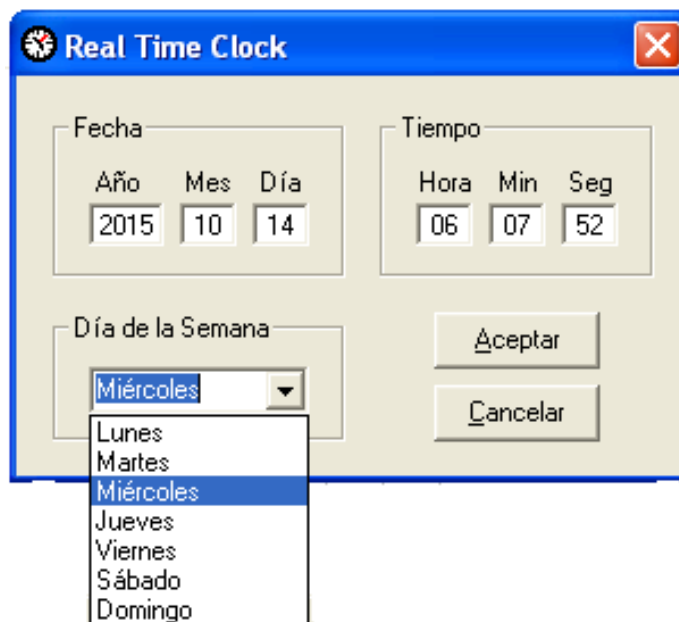 Real Time Clock
Fecha
Tiempo
Año Mes Día
Hora Min Seg
2015 10 14
06 07 52
Día de la Semana
Aceptar
Miércoles
Cancelar
Lunes
Martes
Miércoles
Jueves
Viernes
Sábado
Domingo